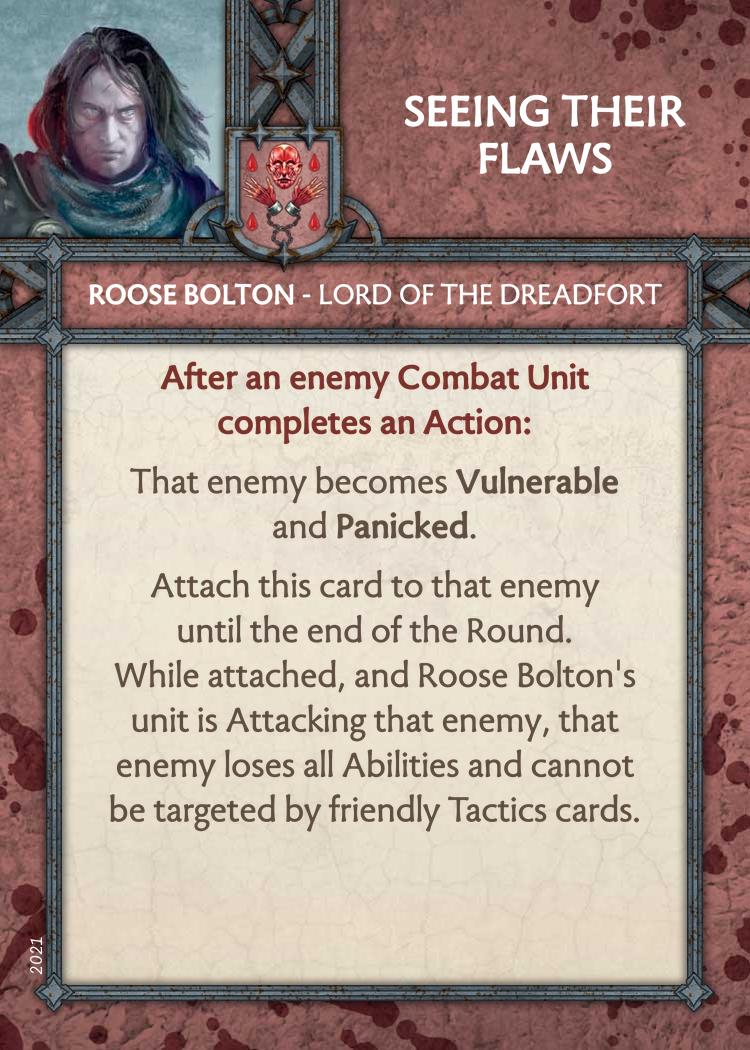 SEEING THEIR
FLAWS
ROOSE BOLTON - LORD OF THE DREADFORT
After an enemy Combat Unit
completes an Action:
That enemy becomes Vulnerable
and Panicked.
Attach this card to that enemy
until the end of the Round.
While attached, and Roose Bolton's
unit is Attacking that enemy, that
enemy loses all Abilities and cannot
be targeted by friendly Tactics cards.
2021